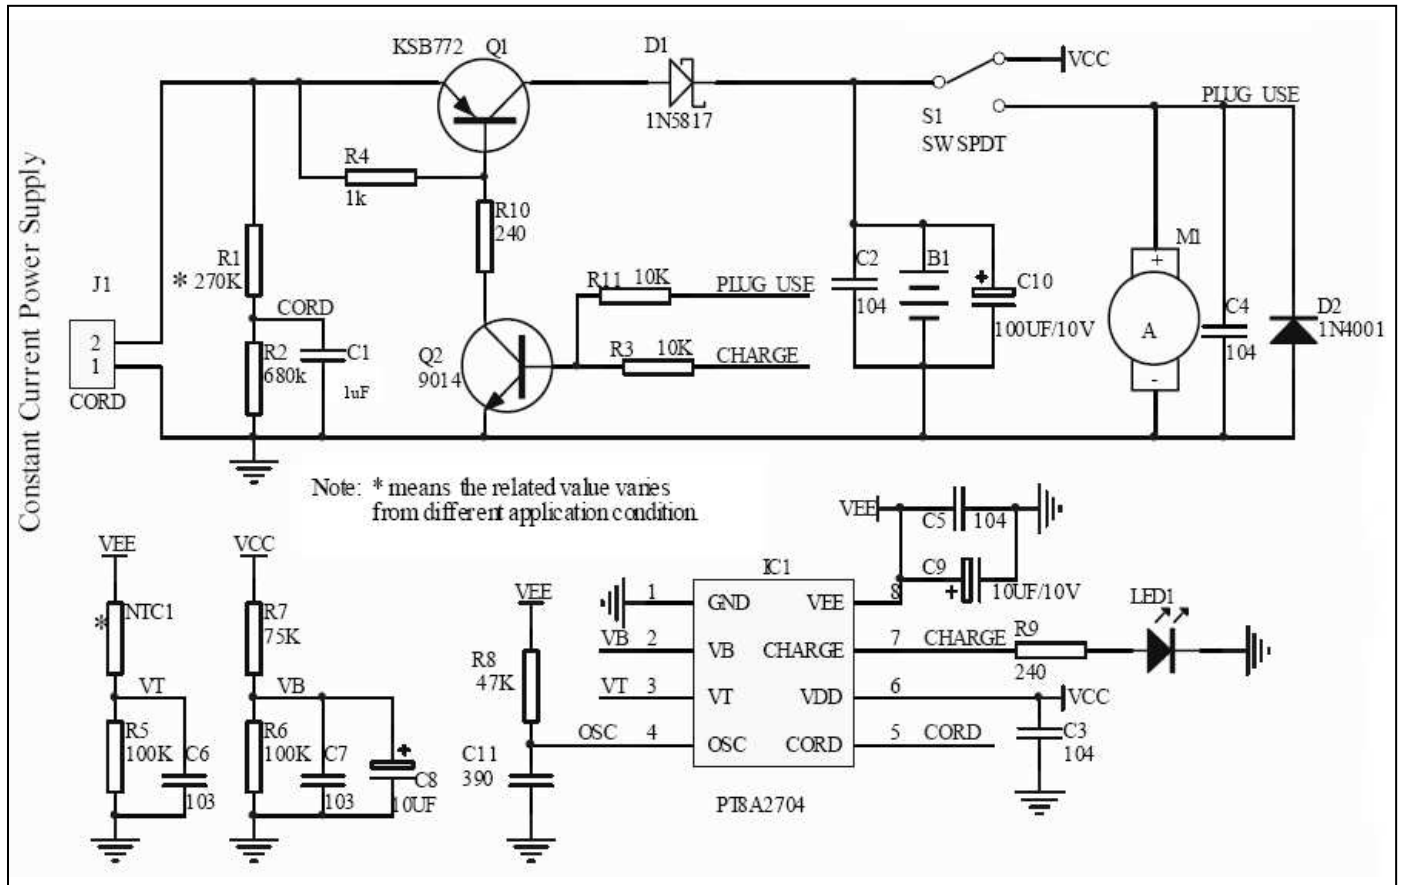 Constant Current Power Supply
KSB772 Q1
D1
1N5817
VCC
PLUG USE
S1
SW SPDT
R4
1k
R10
240
R1
* 270K
J1
2
1
CORD
CORD
R2
680k
C1
1uF
R11 10K
PLUG USE
R3 10K
CHARGE
Q2
9014
C2
104
B1
C10
100UF/10V
M1
+
A
-
C4
104
D2
1N4001
Note: * means the related value varies
from different application condition.
VEE
NTC1
*
VT
R5
100K
C6
103
VCC
R7
75K
VB
R6
100K
C7
103
C8
10UF
VEE
R8
47K
OSC
C11
390
VB
VT
IC1
1 GND
2 VB
3 VT
4 OSC
VEE 8
CHARGE 7
VDD 6
CORD 5
PT8A2704
VEE
C5 104
C9
10UF/10V
CHARGE
R9
240
LED1
VCC
C3
104
CORD